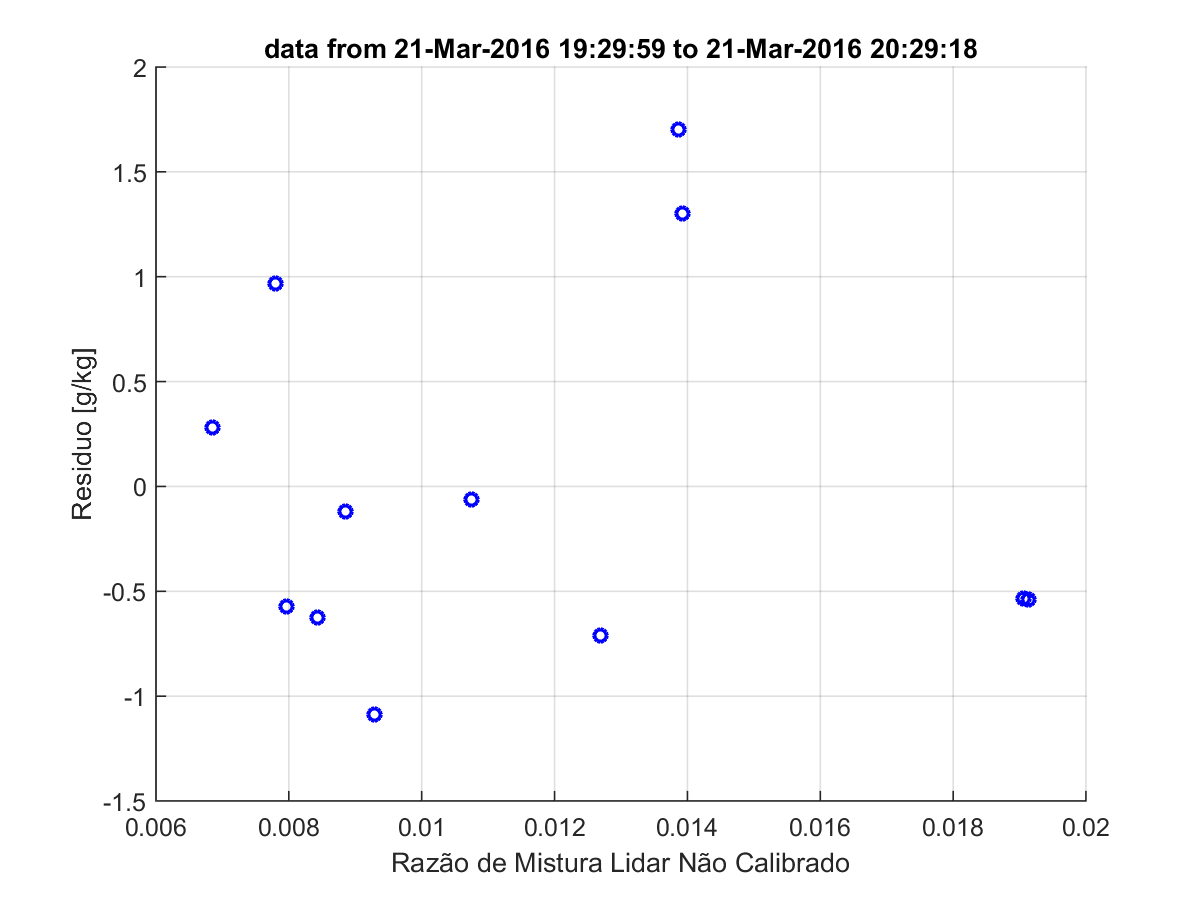 data from 21-Mar-2016 19:29:59 to 21-Mar-2016 20:29:18
2
1.5
1
0.5
0
-0.5
-1
-1.5
Residuo [g/kg]
0.006 0.008 0.01 0.012 0.014 0.016 0.018 0.02
Razão de Mistura Lidar Não Calibrado